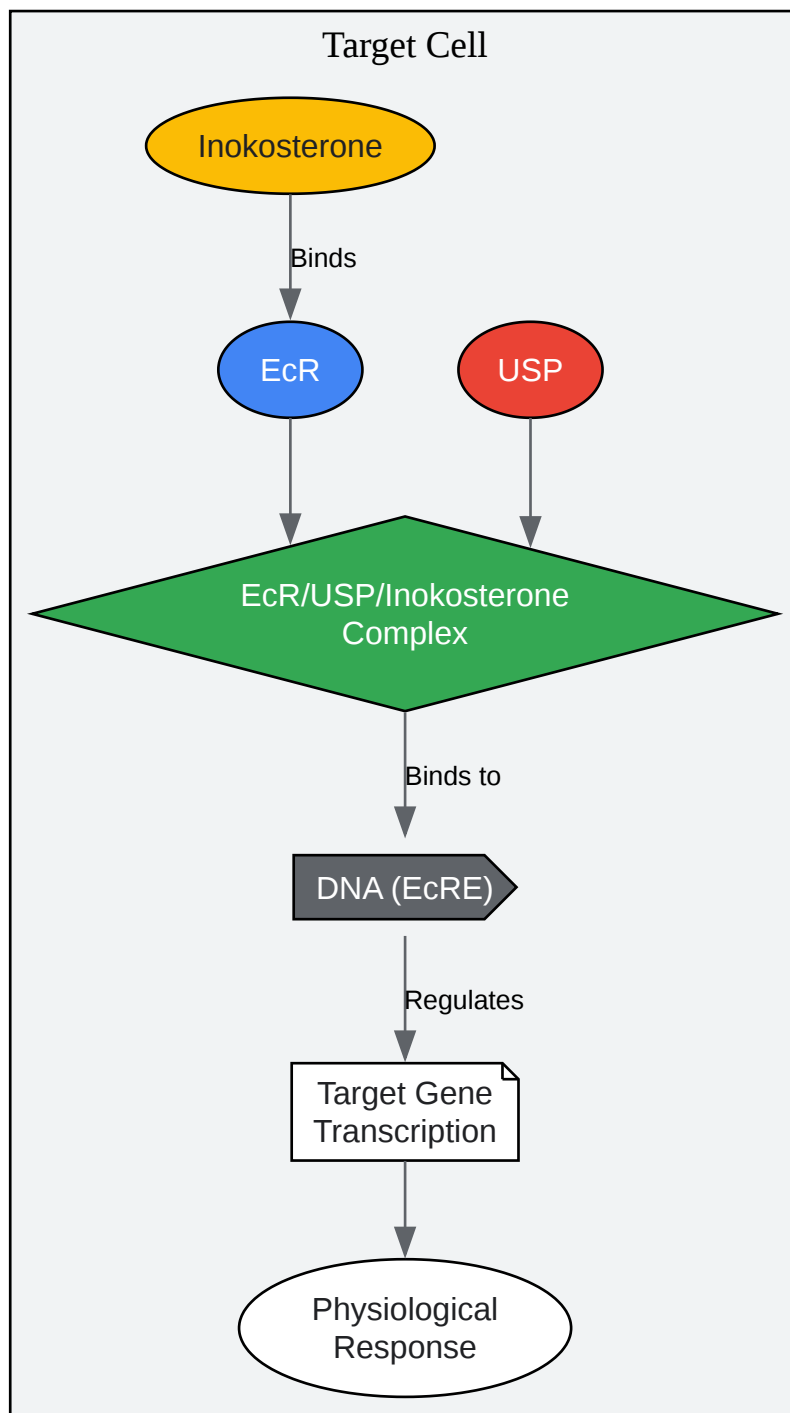 Target Cell
Inokosterone
Binds
EcR
USP
EcR/USP/Inokosterone
Complex
Binds to
DNA (EcRE)
Regulates
Target Gene
Transcription
Physiological
Response